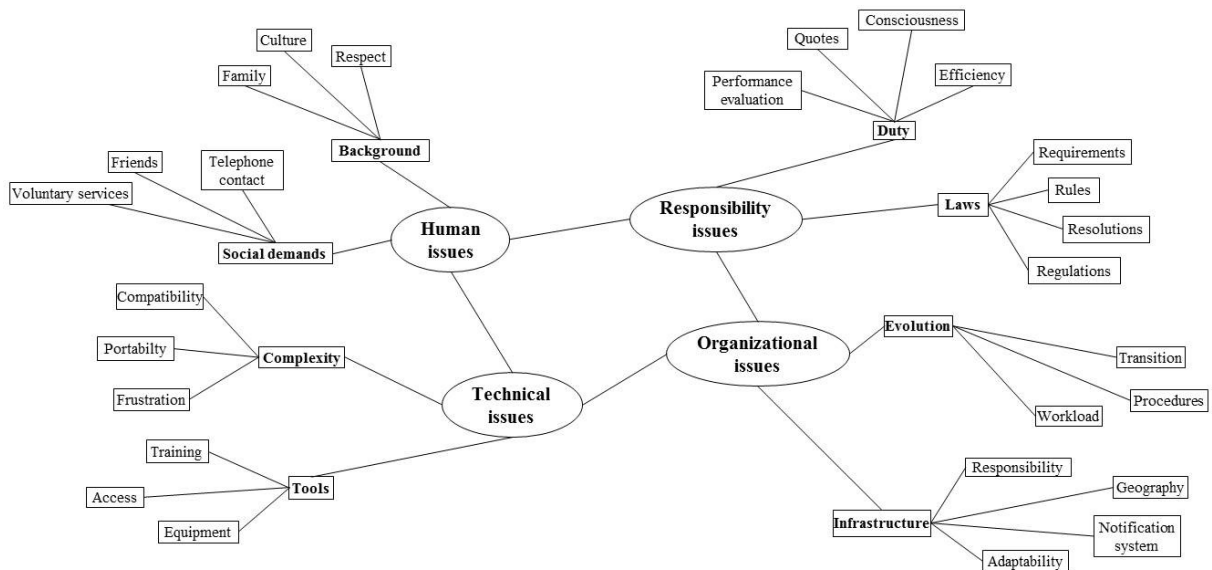 Consciousness
Culture
Quotes
Respect
Family
Efficiency
Performance
evaluation
Duty
Background
Requirements
Friends
Telephone
contact
Voluntary services
Rules
Laws
Responsibility
issues
Human
issues
Resolutions
Social demands
Regulations
Compatibility
Evolution
Organizational
issues
Portabilty
Complexity
Transition
Technical
issues
Frustration
Procedures
Workload
Training
Responsibility
Tools
Geography
Access
Infrastructure
Equipment
Notification
system
Adaptability